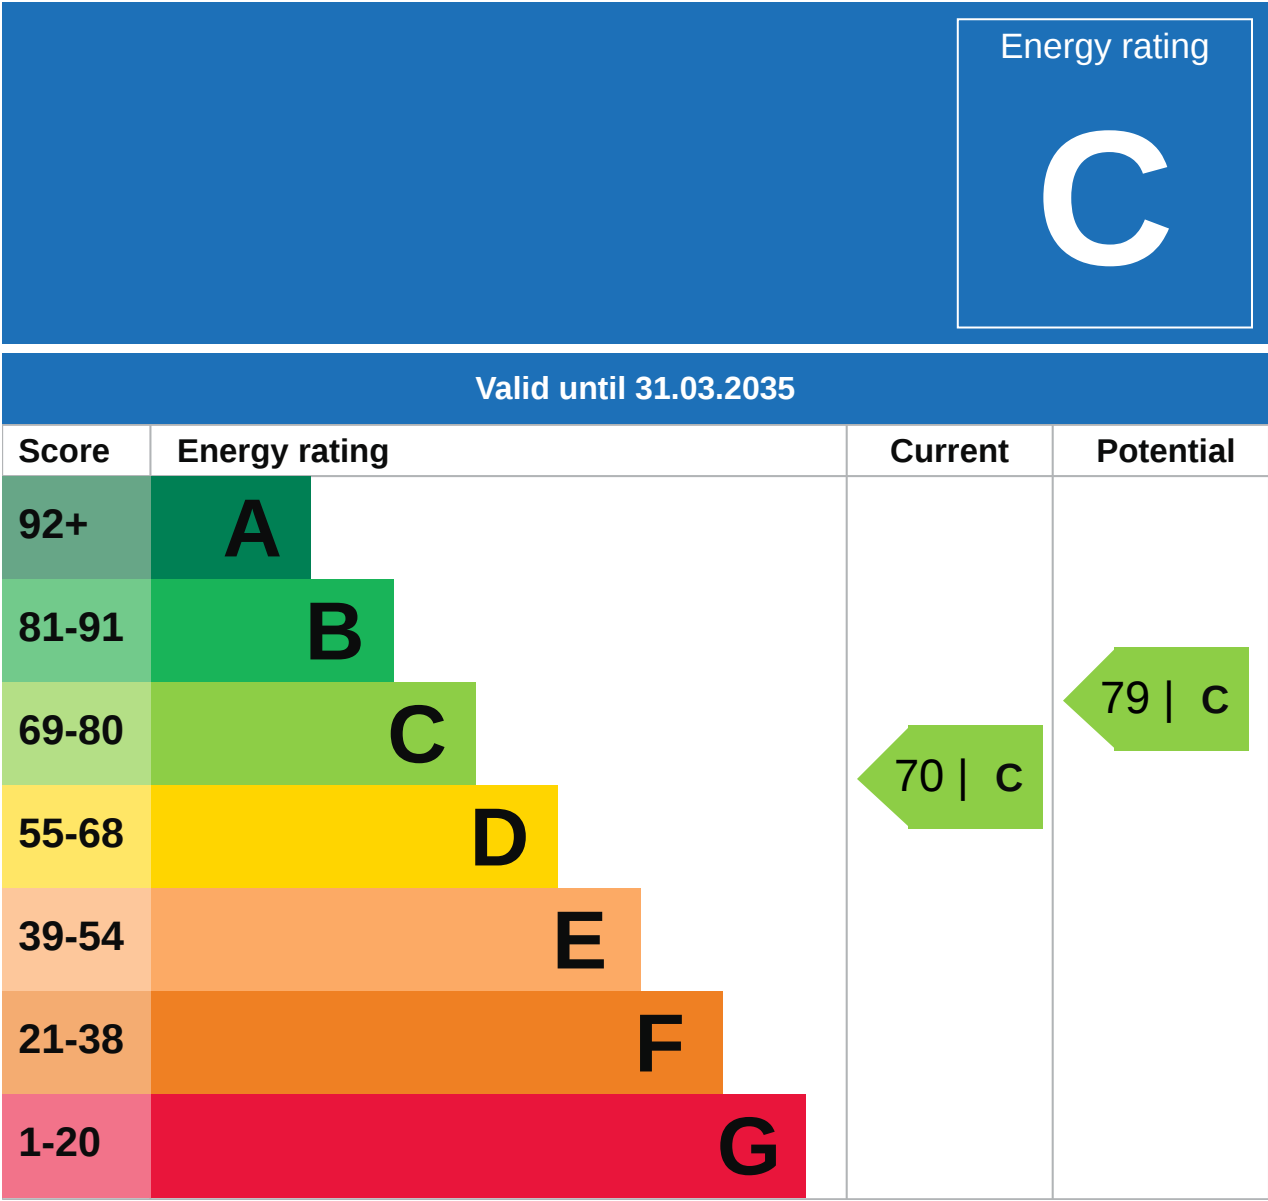 Energy rating
C
Valid until 31.03.2035
Score Energy rating Current Potential
92+ A
81-91 B
79 | C
69-80 C
70 | C
55-68 D
39-54 E
21-38 F
1-20 G